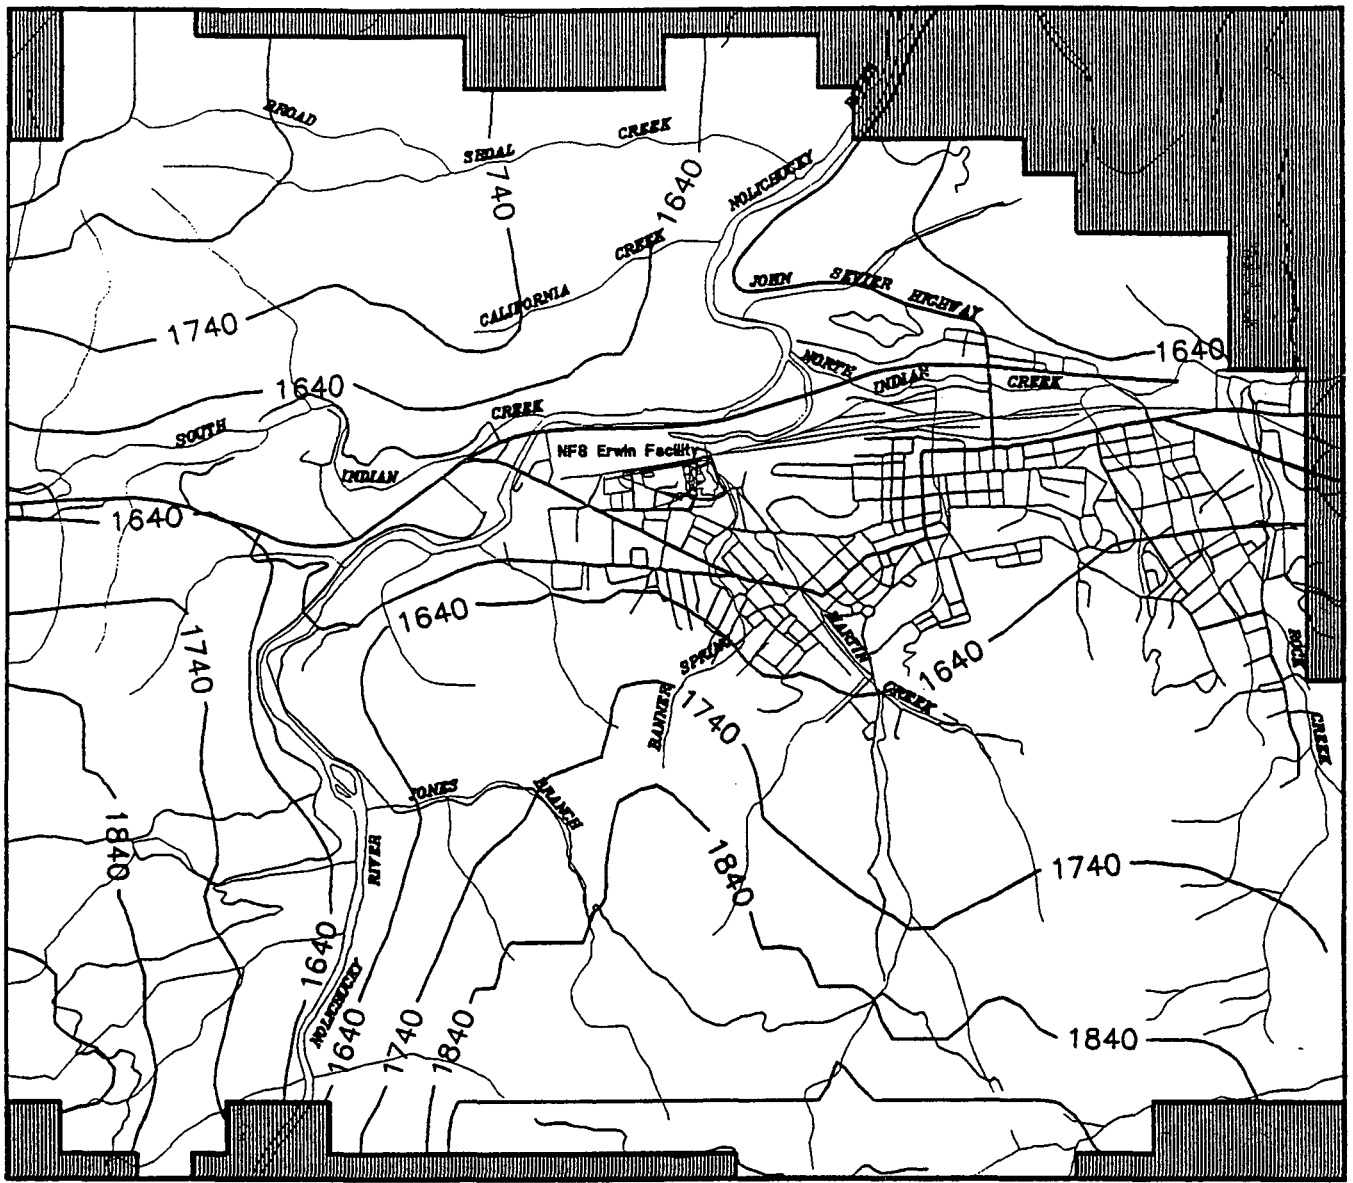 BROAD
SHOAL
CREEK
RIVER
NOLICHUCKY
1740
1640
CREEK
CALIFORNIA
JOHN
SEVIER
HIGHWAY
1740
1640
1640
NORTH
INDIAN
CREEK
SOUTH
CREEK
INDIAN
NFS Erwin Facility
1640
1640
MARTIN
1740
SPRING
1640
ROCK
CREEK
BANNER
1740
CREEK
JONES
BRANCH
1840
RIVER
1840
1740
1640
NOLICHUCKY
1640
1740
1840
1840